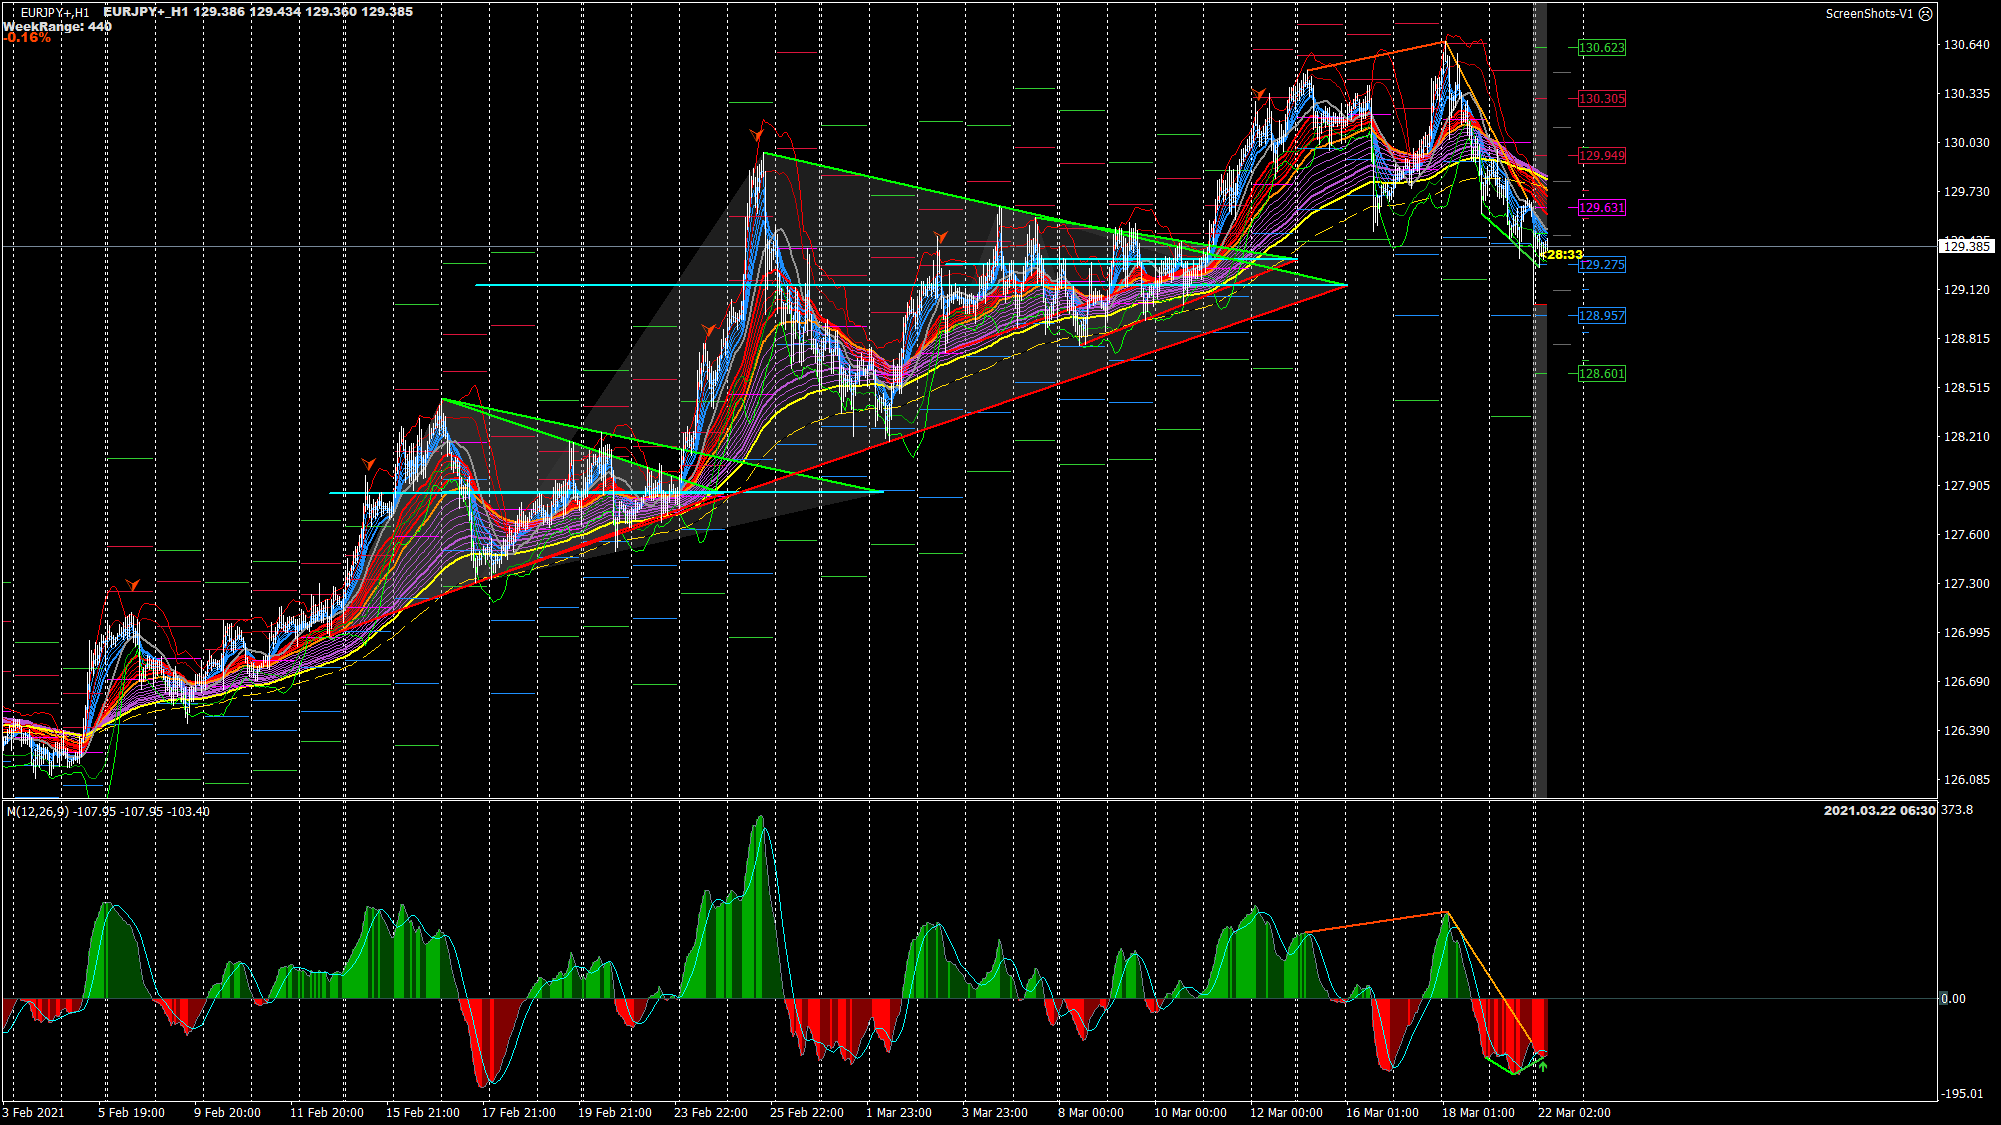 EURJPY+,H1 EURJPY+_H1 129.386 129.434 129.360 129.385
ScreenShots-V1
WeekRange: 440
-0.16%
130.640
130.335
130.030
129.730
129.385
129.120
128.815
128.515
128.210
127.905
127.600
127.300
126.995
126.690
126.390
126.085
130.623
130.305
129.949
129.631
28:33
129.275
128.957
128.601
M(12,26,9) -107.95 -107.95 -103.40
2021.03.22 06:30
373.8
0.00
-195.01
3 Feb 2021
5 Feb 19:00
9 Feb 20:00
11 Feb 20:00
15 Feb 21:00
17 Feb 21:00
19 Feb 21:00
23 Feb 22:00
25 Feb 22:00
1 Mar 23:00
3 Mar 23:00
8 Mar 00:00
10 Mar 00:00
12 Mar 00:00
16 Mar 01:00
18 Mar 01:00
22 Mar 02:00